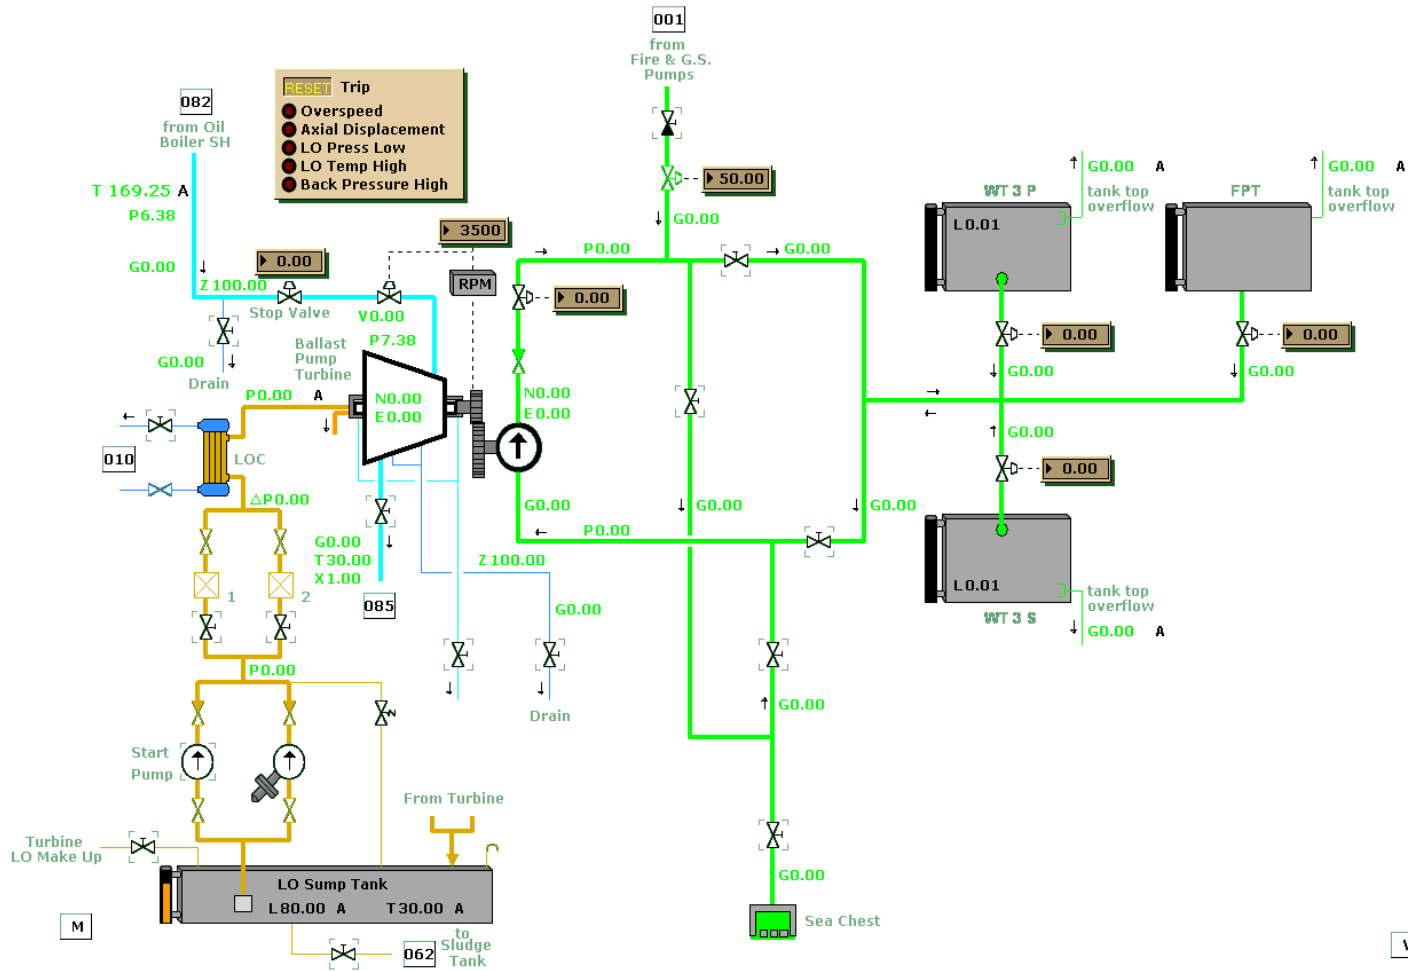 001
from
Fire & G.S.
Pumps
RESET Trip
Overspeed
Axial Displacement
LO Press Low
LO Temp High
Back Pressure High
082
from Oil
Boiler SH
T 169.25 A
P6.38
G0.00
Z100.00
0.00
Stop Valve
3500
RPM
V0.00
P7.38
G0.00
Drain
Ballast
Pump
Turbine
N0.00
E0.00
P0.00 A
LOC
010
△P0.00
1
2
P0.00
Start
Pump
G0.00
T30.00
X1.00
085
Z100.00
G0.00
Drain
From Turbine
Turbine
LO Make Up
LO Sump Tank
L80.00 A
T30.00 A
to
Sludge
Tank
062
M
50.00
G0.00
P0.00
G0.00
0.00
N0.00
E0.00
G0.00
P0.00
G0.00
G0.00
G0.00
G0.00
Sea Chest
WT 3 P
L0.01
G0.00 A
tank top
overflow
FPT
G0.00 A
tank top
overflow
0.00
G0.00
0.00
G0.00
G0.00
0.00
L0.01
WT 3 S
tank top
overflow
G0.00 A